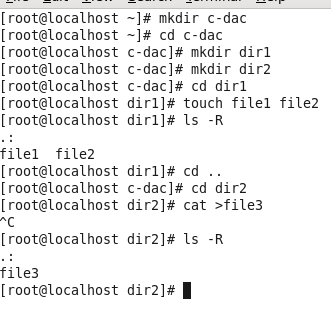 [root@localhost ~]# mkdir c-dac
[root@localhost ~]# cd c-dac
[root@localhost c-dac]# mkdir dir1
[root@localhost c-dac]# mkdir dir2
[root@localhost c-dac]# cd dir1
[root@localhost dir1]# touch file1 file2
[root@localhost dir1]# ls -R
.:
file1  file2
[root@localhost dir1]# cd ..
[root@localhost c-dac]# cd dir2
[root@localhost dir2]# cat >file3
^C
[root@localhost dir2]# ls -R
.:
file3
[root@localhost dir2]#